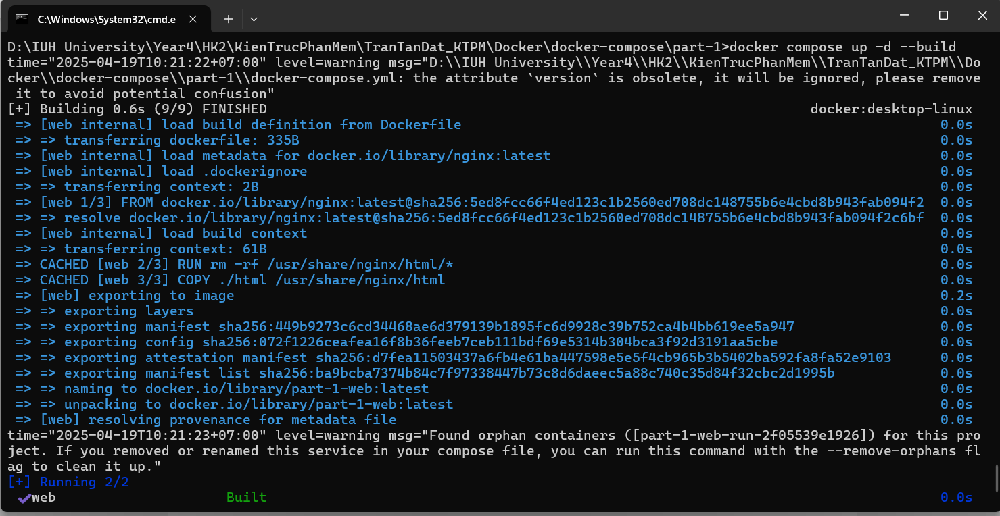 C:\Windows\System32\cmd.e
D:\IUH University\Year4\HK2\KienTrucPhanMem\TranTanDat_KTPM\Docker\docker-compose\part-1>docker compose up -d --build
time="2025-04-19T10:21:22+07:00" level=warning msg="D:\\IUH University\\Year4\\HK2\\KienTrucPhanMem\\TranTanDat_KTPM\\Do
cker\\docker-compose\\part-1\\docker-compose.yml: the attribute `version` is obsolete, it will be ignored, please remove
 it to avoid potential confusion"
[+] Building 0.6s (9/9) FINISHED docker:desktop-linux
 => [web internal] load build definition from Dockerfile 0.0s
 => => transferring dockerfile: 335B 0.0s
 => [web internal] load metadata for docker.io/library/nginx:latest 0.0s
 => [web internal] load .dockerignore 0.0s
 => => transferring context: 2B 0.0s
 => [web 1/3] FROM docker.io/library/nginx:latest@sha256:5ed8fcc66f4ed123c1b2560ed708dc148755b6e4cbd8b943fab094f2 0.0s
 => => resolve docker.io/library/nginx:latest@sha256:5ed8fcc66f4ed123c1b2560ed708dc148755b6e4cbd8b943fab094f2c6bf 0.0s
 => [web internal] load build context 0.0s
 => => transferring context: 61B 0.0s
 => CACHED [web 2/3] RUN rm -rf /usr/share/nginx/html/* 0.0s
 => CACHED [web 3/3] COPY ./html /usr/share/nginx/html 0.0s
 => [web] exporting to image 0.2s
 => => exporting layers 0.0s
 => => exporting manifest sha256:449b9273c6cd34468ae6d379139b1895fc6d9928c39b752ca4b4bb619ee5a947 0.0s
 => => exporting config sha256:072f1226ceafea16f8b36feeb7ceb111bdf69e5314b304bca3f92d3191aa5cbe 0.0s
 => => exporting attestation manifest sha256:d7fea11503437a6fb4e61ba447598e5e5f4cb965b3b5402ba592fa8fa52e9103 0.0s
 => => exporting manifest list sha256:ba9bcba7374b84c7f97338447b73c8d6daeec5a88c740c35d84f32cbc2d1995b 0.0s
 => => naming to docker.io/library/part-1-web:latest 0.0s
 => => unpacking to docker.io/library/part-1-web:latest 0.0s
 => [web] resolving provenance for metadata file 0.0s
time="2025-04-19T10:21:23+07:00" level=warning msg="Found orphan containers ([part-1-web-run-2f05539e1926]) for this pro
ject. If you removed or renamed this service in your compose file, you can run this command with the --remove-orphans fl
ag to clean it up."
[+] Running 2/2
 ✔web Built 0.0s